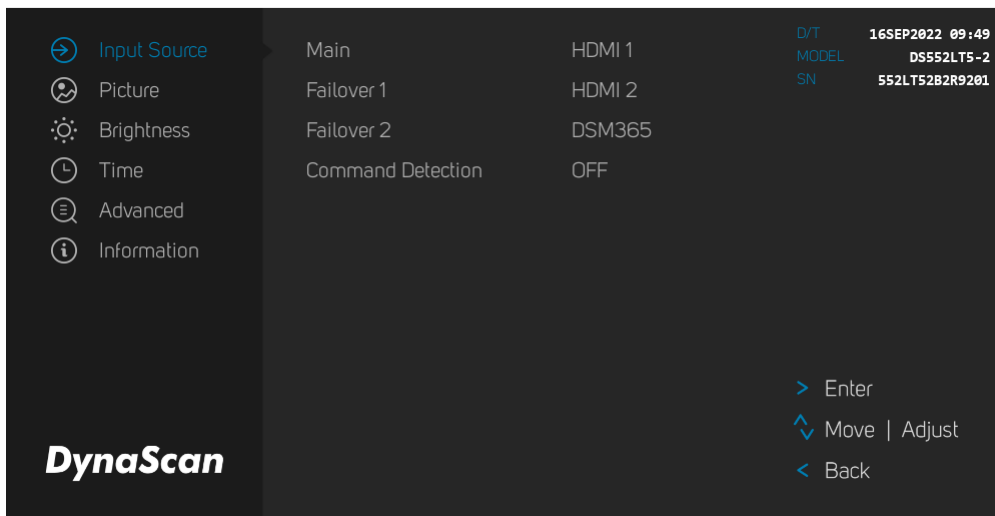 Input Source
Picture
Brightness
Time
Advanced
Information
DynaScan
Main HDMI 1
Failover 1 HDMI 2
Failover 2 DSM365
Command Detection OFF
D/T 16SEP2022 09:49
MODEL DS552LT5-2
SN 552LT52B2R9201
> Enter
Move | Adjust
< Back